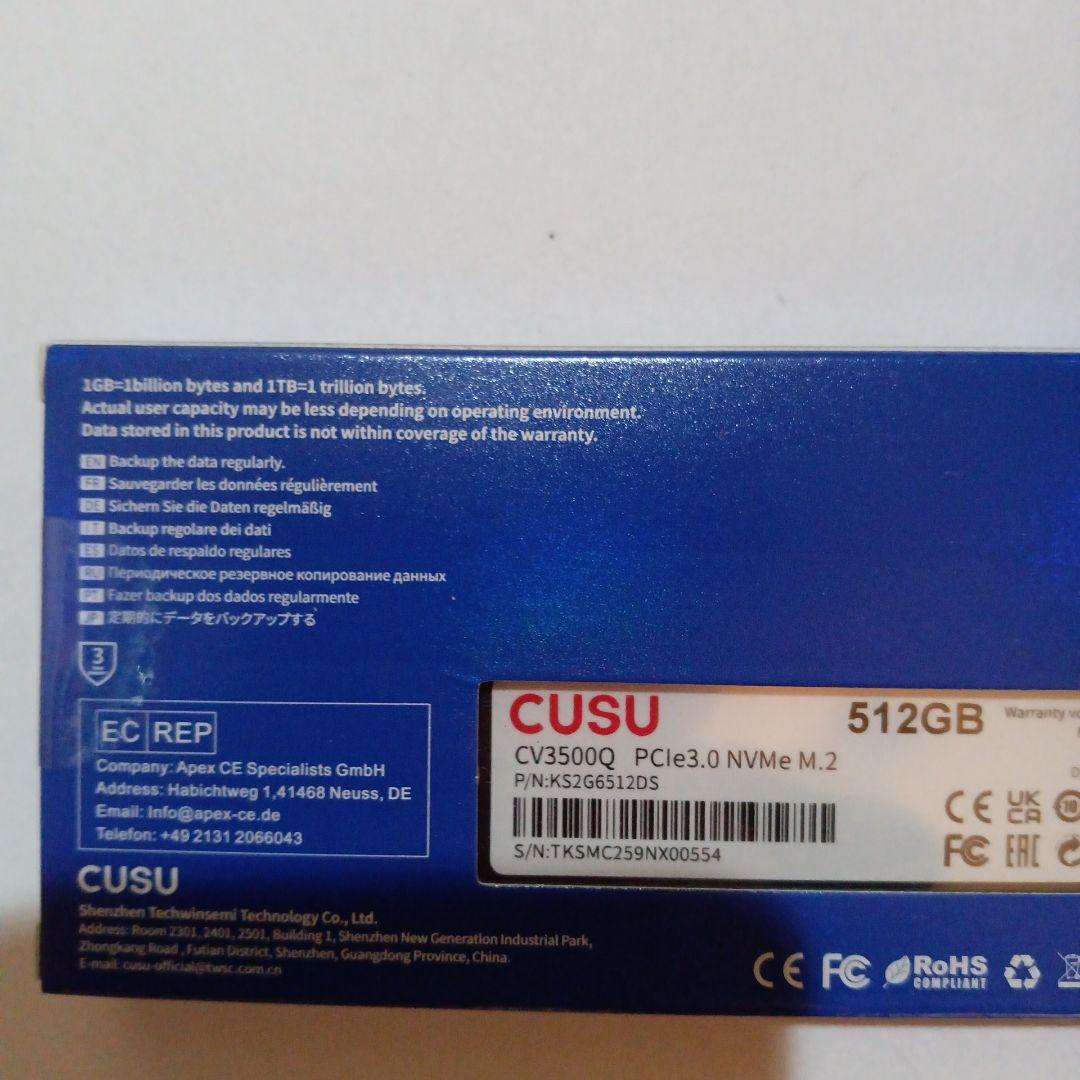 1GB=1billion bytes and 1TB=1 trillion bytes.
Actual user capacity may be less depending on operating environment.
Data stored in this product is not within coverage of the warranty.
EN Backup the data regularly.
FR Sauvegarder les données régulièrement
DE Sichern Sie die Daten regelmäßig
IT Backup regolare dei dati
ES Datos de respaldo regulares
RU Периодическое резервное копирование данных
PT Fazer backup dos dados regularmente
JP 定期的にデータをバックアップする
3
EC REP
Company: Apex CE Specialists GmbH
Address: Habichtweg 1,41468 Neuss, DE
Email: Info@apex-ce.de
Telefon: +49 2131 2066043
CUSU
Shenzhen Techwinsemi Technology Co., Ltd.
Address: Room 2301, 2401, 2501, Building 1, Shenzhen New Generation Industrial Park,
Zhongkang Road , Futian District, Shenzhen, Guangdong Province, China.
E-mail: cusu-official@twsc.com.cn
CUSU 512GB Warranty
CV3500Q PCIe3.0 NVMe M.2
P/N:KS2G6512DS
S/N:TKSMC259NX00554
CE UK CA 10
FC EAC
CE FC RoHS COMPLIANT